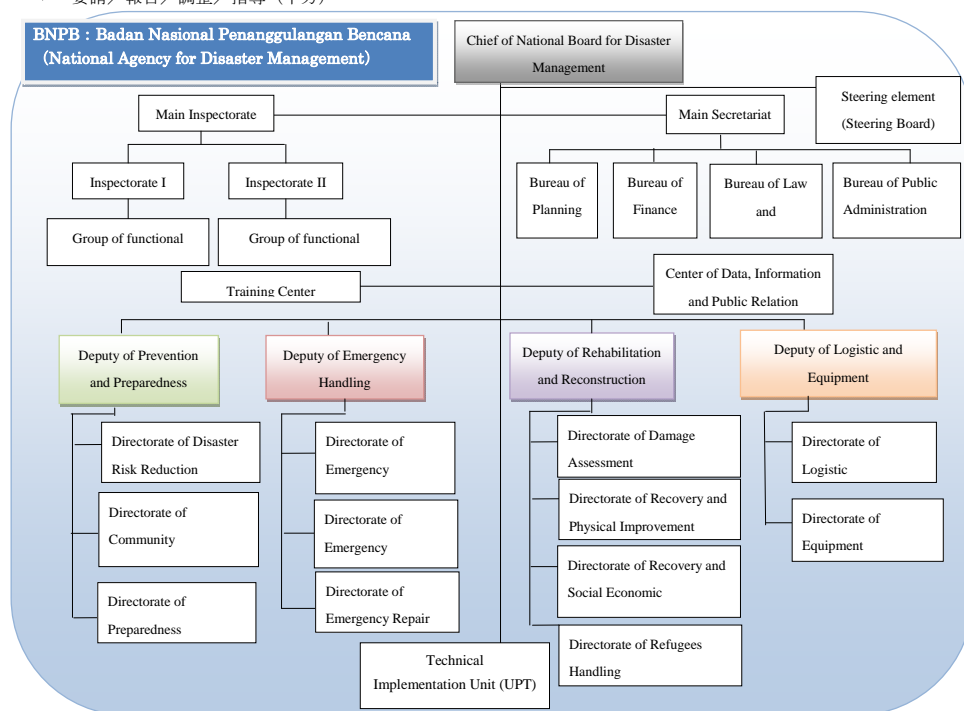 BNPB : Badan Nasional Penanggulangan Bencana
(National Agency for Disaster Management)
Chief of National Board for Disaster
Management
Steering element
(Steering Board)
Main Inspectorate
Main Secretariat
Inspectorate I
Inspectorate II
Bureau of
Planning
Bureau of
Finance
Bureau of Law
and
Bureau of Public
Administration
Group of functional
Group of functional
Training Center
Center of Data, Information
and Public Relation
Deputy of Prevention
and Preparedness
Deputy of Emergency
Handling
Deputy of Rehabilitation
and Reconstruction
Deputy of Logistic and
Equipment
Directorate of Disaster
Risk Reduction
Directorate of
Community
Directorate of
Preparedness
Directorate of
Emergency
Directorate of
Emergency
Directorate of
Emergency Repair
Directorate of Damage
Assessment
Directorate of Recovery and
Physical Improvement
Directorate of Recovery and
Social Economic
Directorate of Refugees
Handling
Directorate of
Logistic
Directorate of
Equipment
Technical
Implementation Unit (UPT)